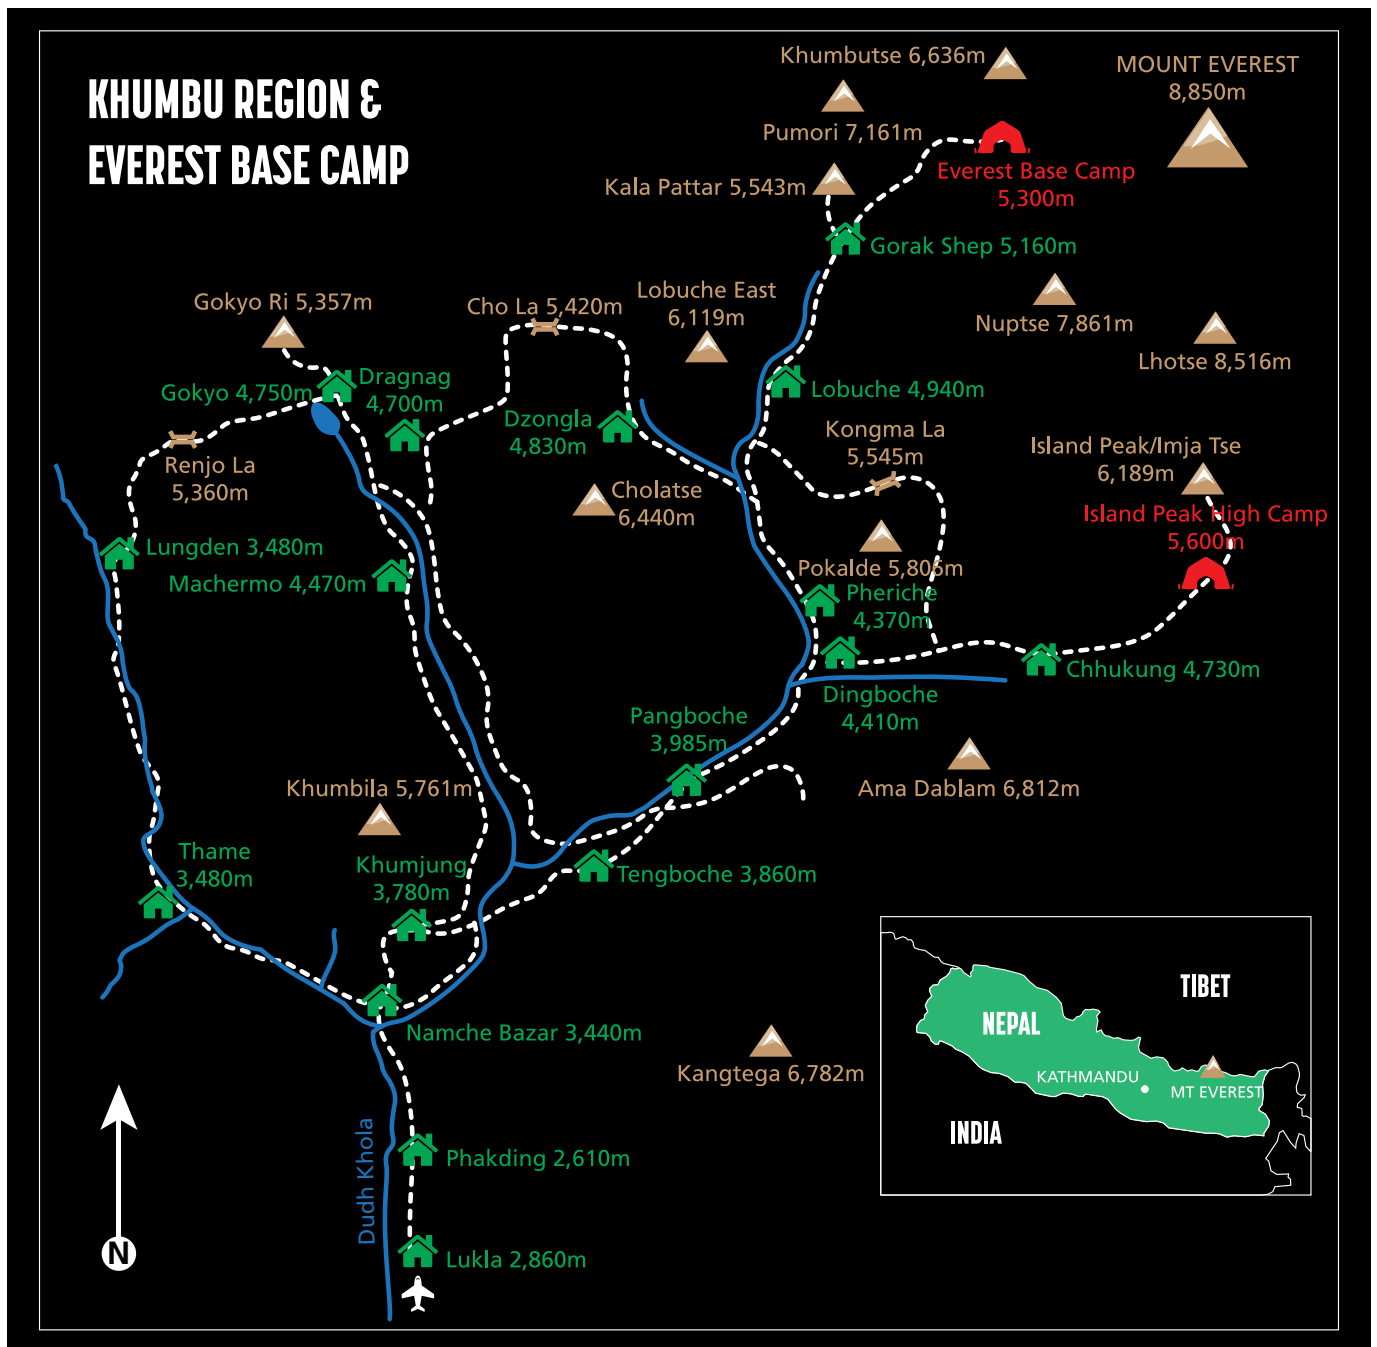 KHUMBU REGION &
EVEREST BASE CAMP
Khumbutse 6,636m
MOUNT EVEREST
8,850m
Pumori 7,161m
Everest Base Camp
5,300m
Kala Pattar 5,543m
Gorak Shep 5,160m
Gokyo Ri 5,357m
Cho La 5,420m
Lobuche East
6,119m
Nuptse 7,861m
Lhotse 8,516m
Gokyo 4,750m
Dragnag
4,700m
Lobuche 4,940m
Dzongla
4,830m
Kongma La
5,545m
Island Peak/Imja Tse
6,189m
Renjo La
5,360m
Cholatse
6,440m
Island Peak High Camp
5,600m
Lungden 3,480m
Machermo 4,470m
Pokalde 5,806m
Pheriche
4,370m
Chhukung 4,730m
Dingboche
4,410m
Pangboche
3,985m
Khumbila 5,761m
Ama Dablam 6,812m
Thame
3,480m
Khumjung
3,780m
Tengboche 3,860m
Namche Bazar 3,440m
Kangtega 6,782m
Dudh Khola
Phakding 2,610m
Lukla 2,860m
N
TIBET
NEPAL
KATHMANDU
MT EVEREST
INDIA